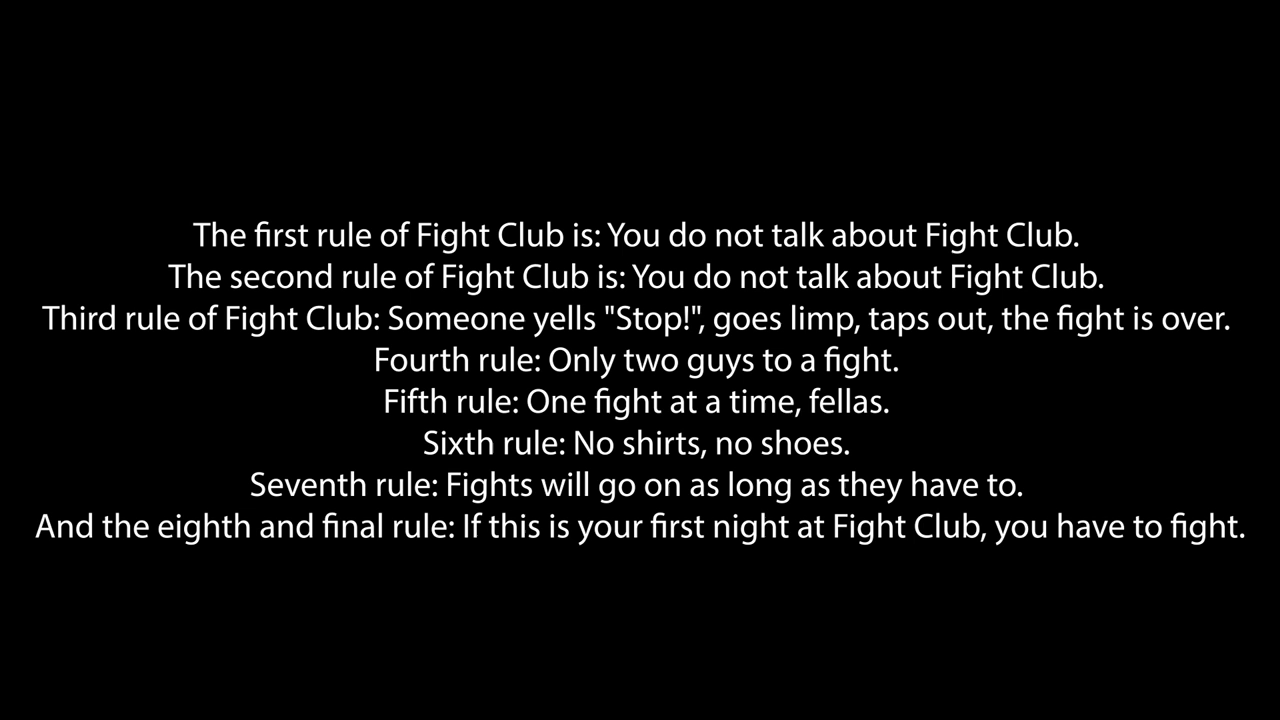 The first rule of Fight Club is: You do not talk about Fight Club.
The second rule of Fight Club is: You do not talk about Fight Club.
Third rule of Fight Club: Someone yells "Stop!", goes limp, taps out, the fight is over.
Fourth rule: Only two guys to a fight.
Fifth rule: One fight at a time, fellas.
Sixth rule: No shirts, no shoes.
Seventh rule: Fights will go on as long as they have to.
And the eighth and final rule: If this is your first night at Fight Club, you have to fight.